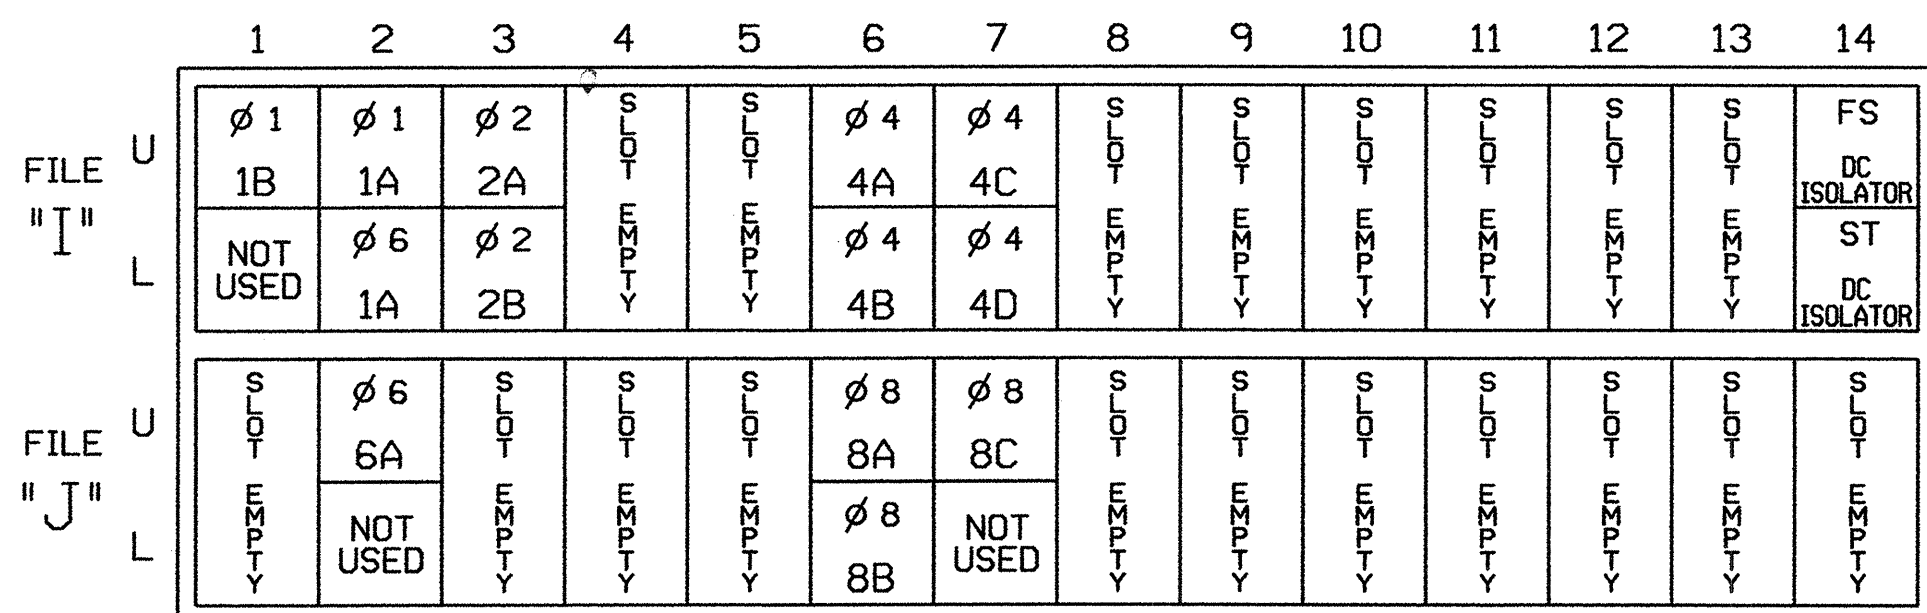 1 2 3 4 5 6 7 8 9 10 11 12 13 14
FILE "I"
U
L
Ø 1 1B
NOT USED
Ø 1 1A
Ø 6 1A
Ø 2 2A
Ø 2 2B
SLOT EMPTY
SLOT EMPTY
Ø 4 4A
Ø 4 4B
Ø 4 4C
Ø 4 4D
SLOT EMPTY
SLOT EMPTY
SLOT EMPTY
SLOT EMPTY
SLOT EMPTY
SLOT EMPTY
FS DC ISOLATOR
ST DC ISOLATOR
FILE "J"
U
L
SLOT EMPTY
Ø 6 6A
NOT USED
SLOT EMPTY
SLOT EMPTY
SLOT EMPTY
Ø 8 8A
Ø 8 8B
Ø 8 8C
NOT USED
SLOT EMPTY
SLOT EMPTY
SLOT EMPTY
SLOT EMPTY
SLOT EMPTY
SLOT EMPTY
SLOT EMPTY